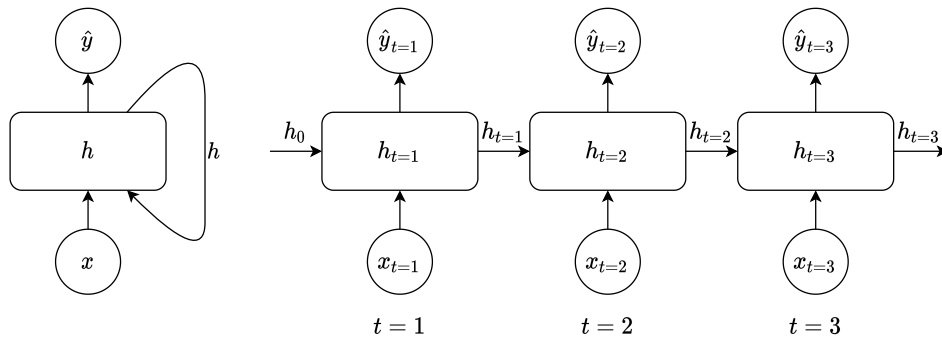 ŷ
h
h
x
ŷ_{t=1}
ŷ_{t=2}
ŷ_{t=3}
h_0
h_{t=1}
h_{t=1}
h_{t=2}
h_{t=2}
h_{t=3}
h_{t=3}
x_{t=1}
x_{t=2}
x_{t=3}
t = 1
t = 2
t = 3